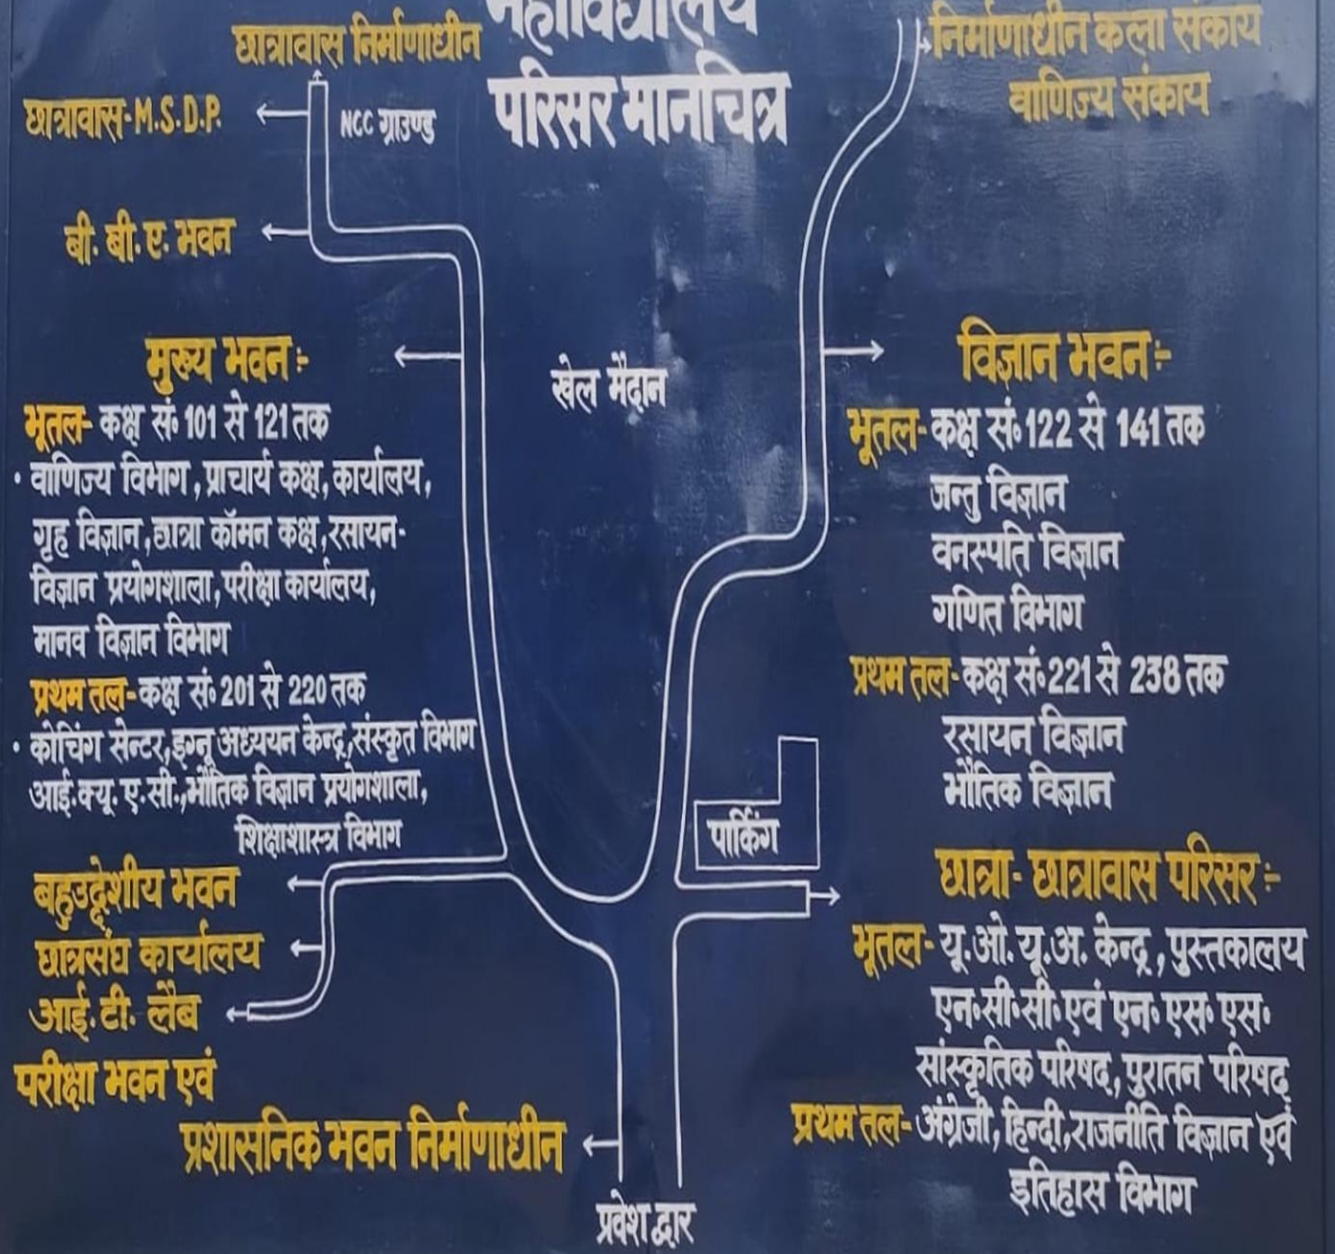 महाविद्यालय
परिसर मानचित्र
छात्रावास निर्माणाधीन
छात्रावास-M.S.D.P.
NCC ग्राउण्ड
बी. बी. ए. भवन
मुख्य भवन :-
भूतल- कक्ष सं॰ 101 से 121 तक
• वाणिज्य विभाग, प्राचार्य कक्ष, कार्यालय,
गृह विज्ञान, छात्रा कॉमन कक्ष, रसायन-
विज्ञान प्रयोगशाला, परीक्षा कार्यालय,
मानव विज्ञान विभाग
प्रथम तल- कक्ष सं॰ 201 से 220 तक
• कोचिंग सेन्टर, इग्नू अध्ययन केन्द्र, संस्कृत विभाग
आई.क्यू. ए.सी., भौतिक विज्ञान प्रयोगशाला,
शिक्षाशास्त्र विभाग
बहुउद्देशीय भवन
छात्रसंघ कार्यालय
आई.टी. लैब
परीक्षा भवन एवं
प्रशासनिक भवन निर्माणाधीन
खेल मैदान
पार्किंग
प्रवेश द्वार
निर्माणाधीन कला संकाय
वाणिज्य संकाय
विज्ञान भवन :-
भूतल- कक्ष सं॰ 122 से 141 तक
जन्तु विज्ञान
वनस्पति विज्ञान
गणित विभाग
प्रथम तल- कक्ष सं॰ 221 से 238 तक
रसायन विज्ञान
भौतिक विज्ञान
छात्रा- छात्रावास परिसर :-
भूतल- यू.ओ.यू.अ. केन्द्र, पुस्तकालय
एन॰सी॰सी॰ एवं एन॰ एस॰ एस॰
सांस्कृतिक परिषद, पुरातन परिषद
प्रथम तल- अंग्रेजी, हिन्दी, राजनीति विज्ञान एवं
इतिहास विभाग